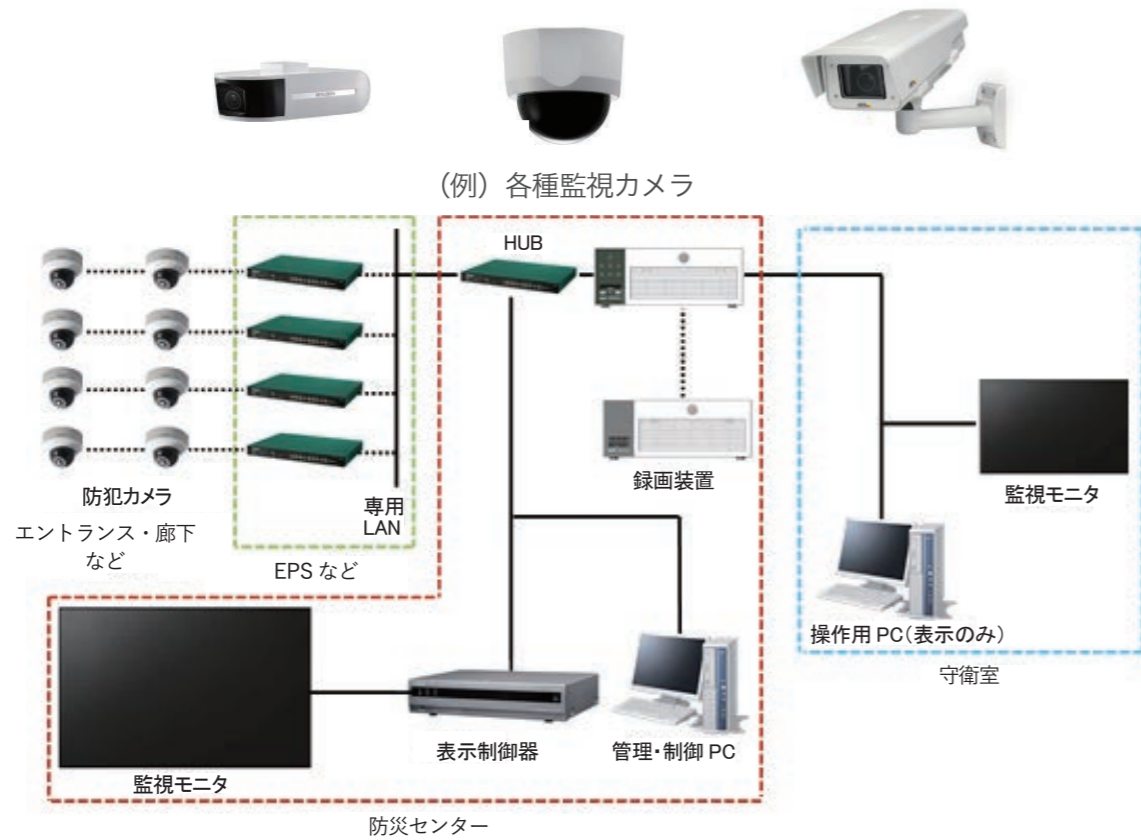 （例）各種監視カメラ
HUB
録画装置
防犯カメラ
エントランス・廊下
など
専用
LAN
EPS など
監視モニタ
操作用 PC（表示のみ）
守衛室
表示制御器
管理・制御 PC
監視モニタ
防災センター